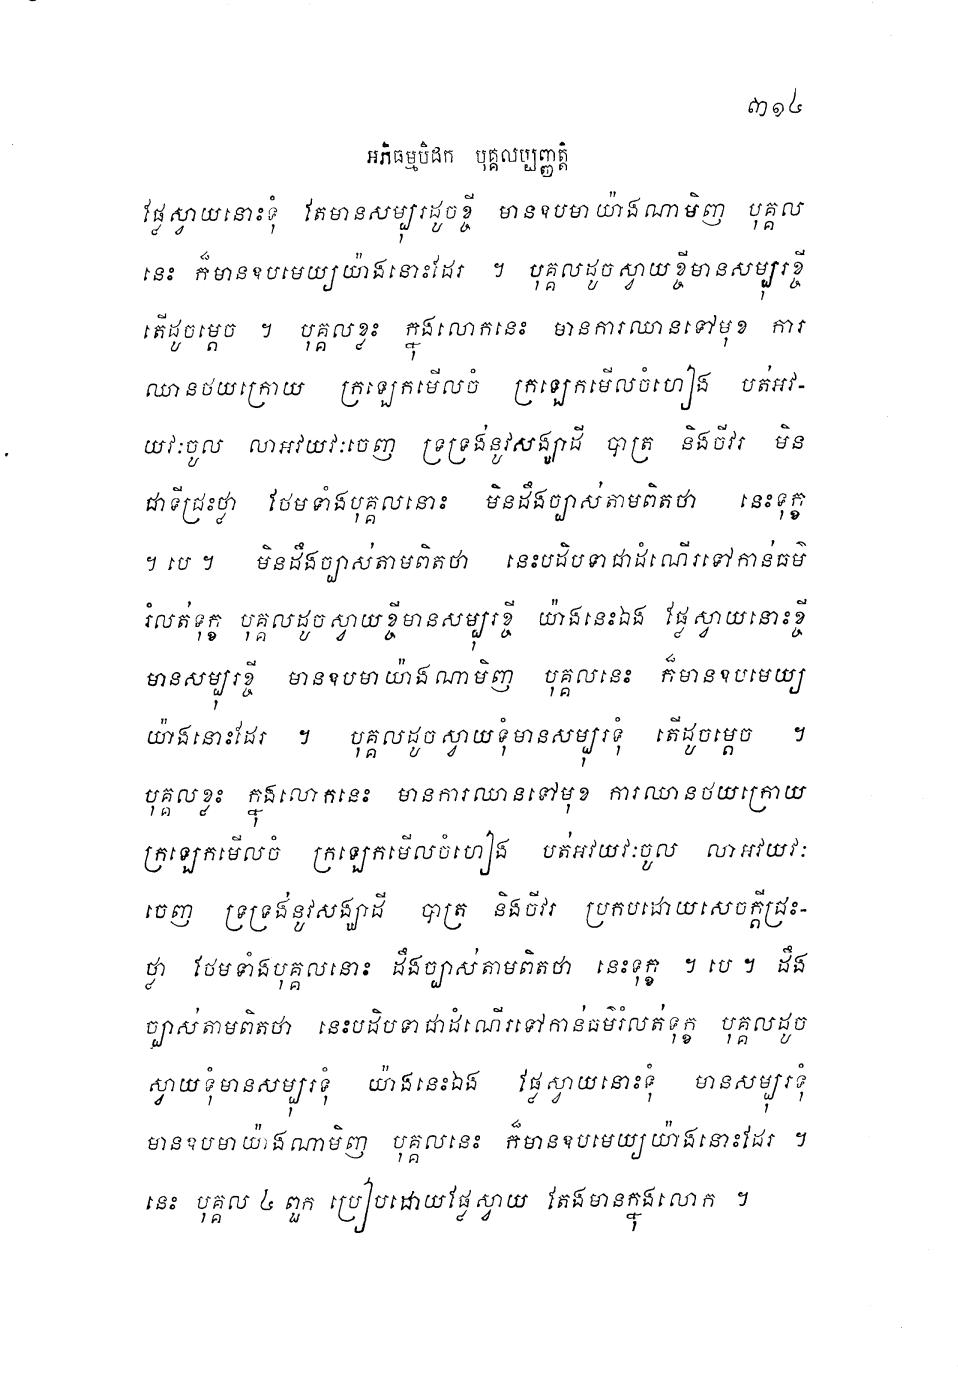 ៣១៤
អភិធម្មបិដក បុគ្គលប្បញ្ញត្តិ
ផ្លែស្វាយនោះទុំ តែមានសម្បុរដូចខ្ចី មានឧបមាយ៉ាងណាមិញ បុគ្គល
នេះ ក៏មានឧបមេយ្យយ៉ាងនោះដែរ ។ បុគ្គលដូចស្វាយខ្ចីមានសម្បុរខ្ចី
តើដូចម្តេច ។ បុគ្គលខ្លះ ក្នុងលោកនេះ មានការឈានទៅមុខ ការ
ឈានថយក្រោយ ក្រឡេកមើលចំ ក្រឡេកមើលចំហៀង បត់អវ-
យវៈចូល លាអវយវៈចេញ ទ្រទ្រង់នូវសង្ឃាដី បាត្រ និងចីវរ មិន
ជាទីជ្រះថ្លា ថែមទាំងបុគ្គលនោះ មិនដឹងច្បាស់តាមពិតថា នេះទុក្ខ
។ បេ ។ មិនដឹងច្បាស់តាមពិតថា នេះបដិបទាជាដំណើរទៅកាន់ធម៌
រំលត់ទុក្ខ បុគ្គលដូចស្វាយខ្ចីមានសម្បុរខ្ចី យ៉ាងនេះឯង ផ្លែស្វាយនោះខ្ចី
មានសម្បុរខ្ចី មានឧបមាយ៉ាងណាមិញ បុគ្គលនេះ ក៏មានឧបមេយ្យ
យ៉ាងនោះដែរ ។ បុគ្គលដូចស្វាយទុំមានសម្បុរទុំ តើដូចម្តេច ។
បុគ្គលខ្លះ ក្នុងលោកនេះ មានការឈានទៅមុខ ការឈានថយក្រោយ
ក្រឡេកមើលចំ ក្រឡេកមើលចំហៀង បត់អវយវៈចូល លាអវយវៈ
ចេញ ទ្រទ្រង់នូវសង្ឃាដី បាត្រ និងចីវរ ប្រកបដោយសេចក្តីជ្រះ-
ថ្លា ថែមទាំងបុគ្គលនោះ ដឹងច្បាស់តាមពិតថា នេះទុក្ខ ។ បេ ។ ដឹង
ច្បាស់តាមពិតថា នេះបដិបទាជាដំណើរទៅកាន់ធម៌រំលត់ទុក្ខ បុគ្គលដូច
ស្វាយទុំមានសម្បុរទុំ យ៉ាងនេះឯង ផ្លែស្វាយនោះទុំ មានសម្បុរទុំ
មានឧបមាយ៉ាងណាមិញ បុគ្គលនេះ ក៏មានឧបមេយ្យយ៉ាងនោះដែរ ។
នេះ បុគ្គល ៤ ពួក ប្រៀបដោយផ្លែស្វាយ តែងមានក្នុងលោក ។